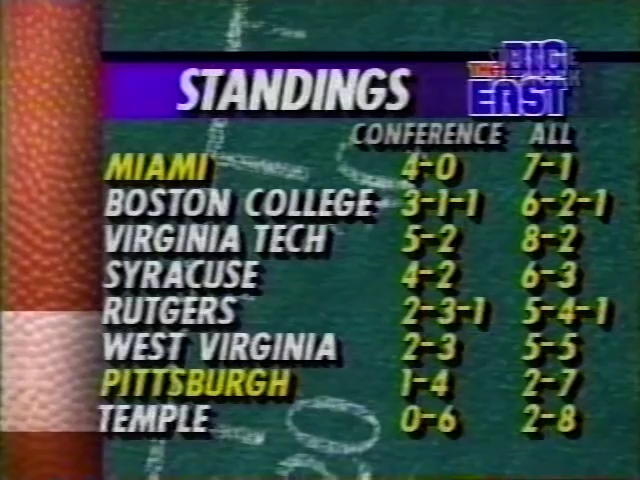 THE BIG EAST
STANDINGS
CONFERENCE ALL
MIAMI 4-0 7-1
BOSTON COLLEGE 3-1-1 6-2-1
VIRGINIA TECH 5-2 8-2
SYRACUSE 4-2 6-3
RUTGERS 2-3-1 5-4-1
WEST VIRGINIA 2-3 5-5
PITTSBURGH 1-4 2-7
TEMPLE 0-6 2-8